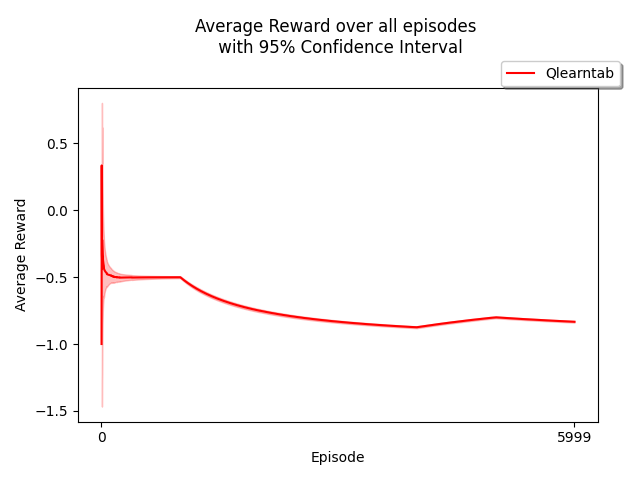 Average Reward over all episodes
with 95% Confidence Interval
Qlearntab
0.5
0.0
−0.5
−1.0
−1.5
Average Reward
0
5999
Episode